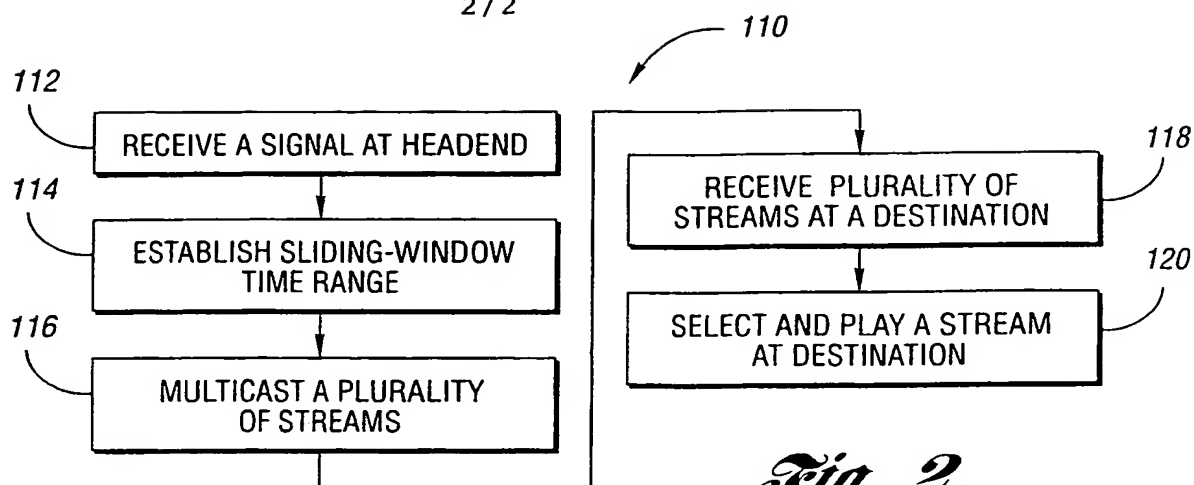 2/2
110
112
RECEIVE A SIGNAL AT HEADEND
114
ESTABLISH SLIDING-WINDOW
TIME RANGE
116
MULTICAST A PLURALITY
OF STREAMS
118
RECEIVE PLURALITY OF
STREAMS AT A DESTINATION
120
SELECT AND PLAY A STREAM
AT DESTINATION
Fig. 2